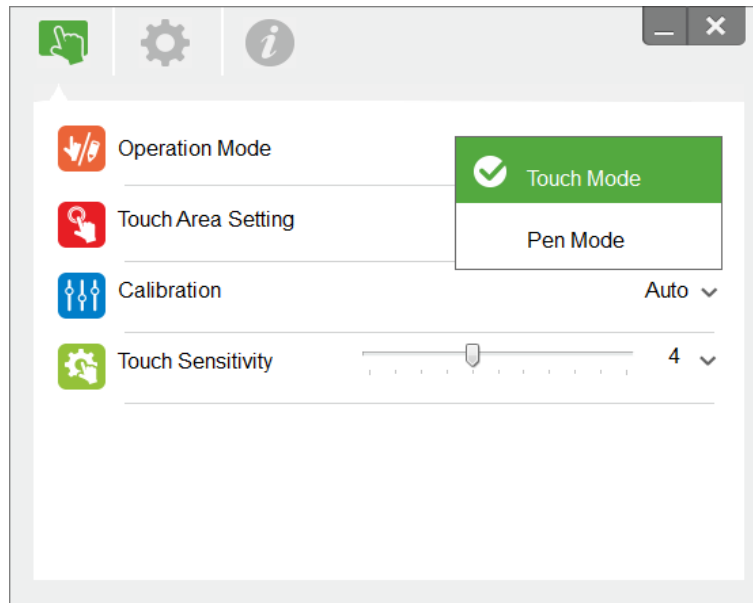 Operation Mode
Touch Mode
Touch Area Setting
Pen Mode
Calibration
Auto
Touch Sensitivity
4